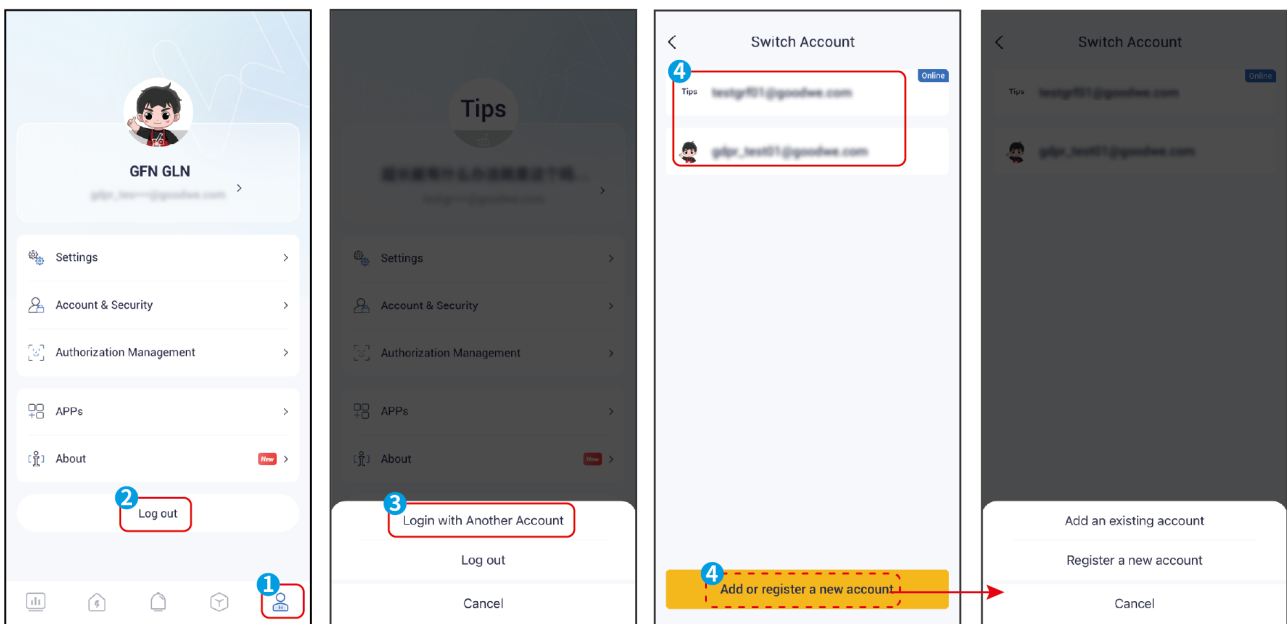 GFN GLN
Settings
Account & Security
Authorization Management
APPs
About
New
2
Log out
1
Tips
Settings
Account & Security
Authorization Management
APPs
About
New
3
Login with Another Account
Log out
Cancel
Switch Account
4
Online
Tips
testgrf01@goodwe.com
gdpr_test01@goodwe.com
4
Add or register a new account
Switch Account
Online
Tips
Add an existing account
Register a new account
Cancel